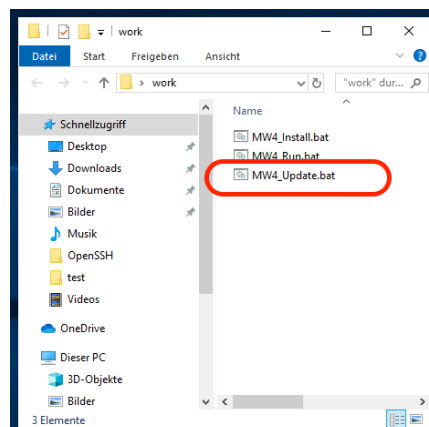 work
Datei Start Freigeben Ansicht
work "work" dur...
Name
Schnellzugriff
Desktop
Downloads
Dokumente
Bilder
Musik
OpenSSH
test
Videos
OneDrive
Dieser PC
3D-Objekte
Bilder
MW4_Install.bat
MW4_Run.bat
MW4_Update.bat
3 Elemente